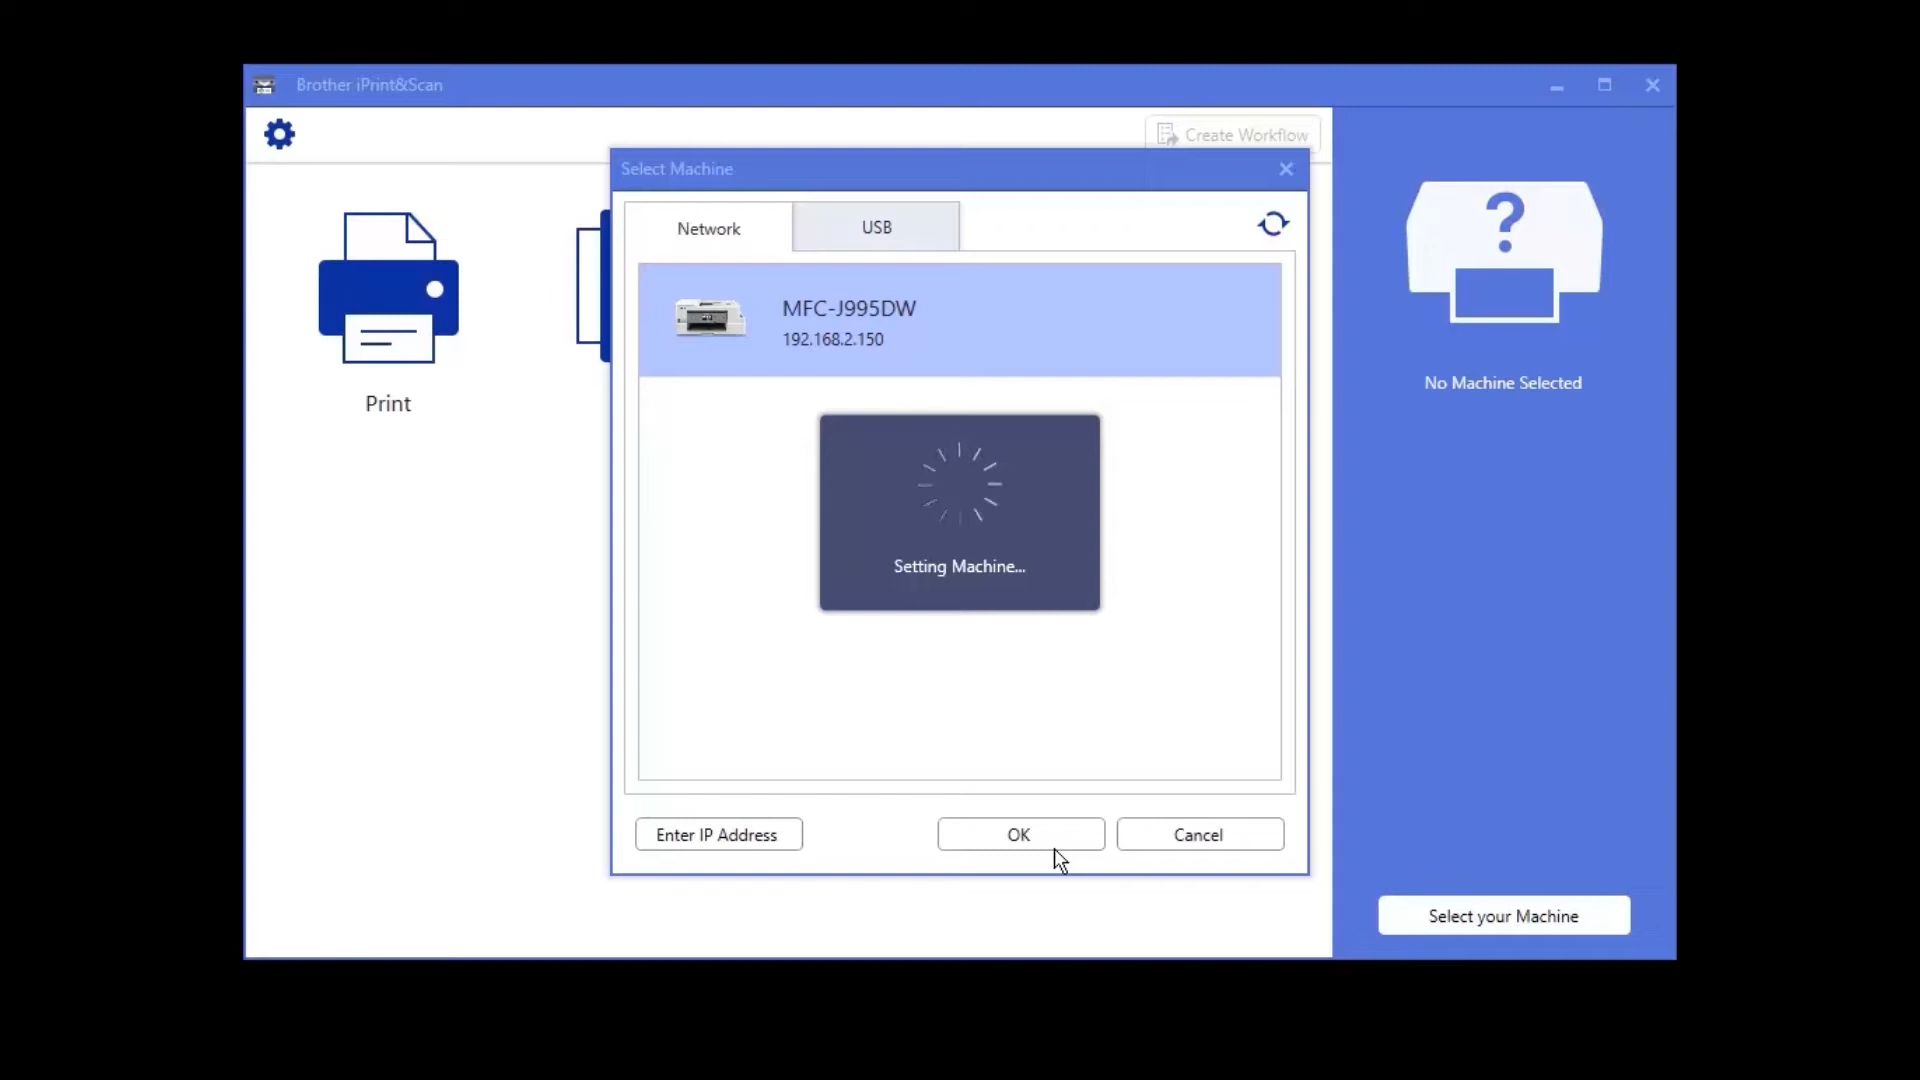 Brother iPrint&Scan
Create Workflow
Select Machine
Network
USB
MFC-J995DW
192.168.2.150
?
Print
No Machine Selected
Setting Machine...
Enter IP Address
OK
Cancel
Select your Machine